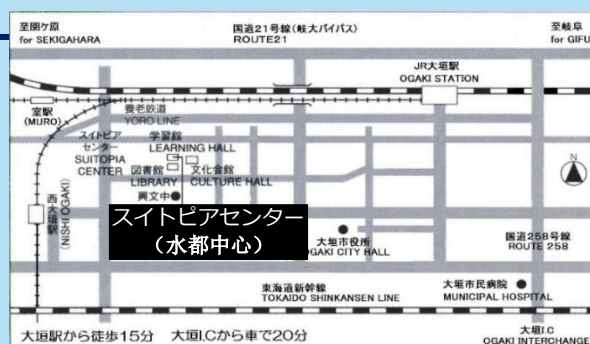 至関ケ原
for SEKIGAHARA
国道21号線(岐大バイパス)
ROUTE21
至岐阜
for GIFU
JR大垣駅
OGAKI STATION
室駅
(MURO)
養老鉄道
YORO LINE
スイトピア
センター
SUITOPIA
CENTER
学習館
LEARNING HALL
図書館
LIBRARY
文化会館
CULTURE HALL
興文中
N
西大垣駅
(NISHI OGAKI)
スイトピアセンター
(水都中心)
大垣市役所
OGAKI CITY HALL
国道258号線
ROUTE 258
東海道新幹線
TOKAIDO SHINKANSEN LINE
大垣市民病院
MUNICIPAL HOSPITAL
大垣駅から徒歩15分 大垣I.Cから車で20分
大垣I.C
OGAKI INTERCHANGE